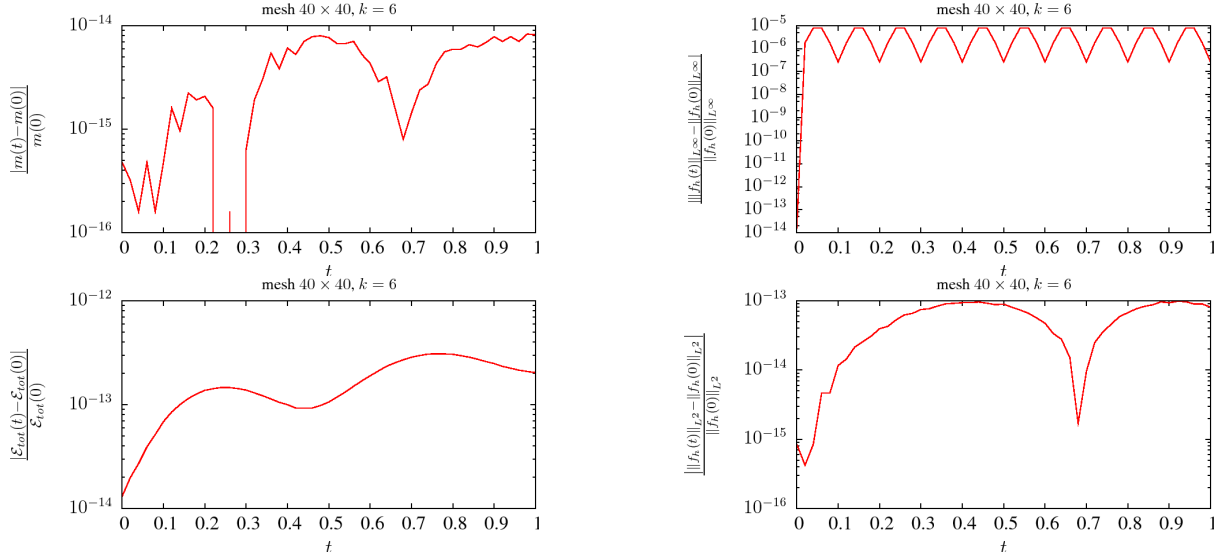 mesh 40 × 40, k = 6
10^{-14}
10^{-15}
10^{-16}
|m(t)−m(0)|
m(0)
0 0.1 0.2 0.3 0.4 0.5 0.6 0.7 0.8 0.9 1
t
mesh 40 × 40, k = 6
10^{-5}
10^{-6}
10^{-7}
10^{-8}
10^{-9}
10^{-10}
10^{-11}
10^{-12}
10^{-13}
10^{-14}
|||f_h(t)||_{L^∞}−||f_h(0)||_{L^∞}|
||f_h(0)||_{L^∞}
0 0.1 0.2 0.3 0.4 0.5 0.6 0.7 0.8 0.9 1
t
mesh 40 × 40, k = 6
10^{-12}
10^{-13}
10^{-14}
|ℰ_{tot}(t)−ℰ_{tot}(0)|
ℰ_{tot}(0)
0 0.1 0.2 0.3 0.4 0.5 0.6 0.7 0.8 0.9 1
t
mesh 40 × 40, k = 6
10^{-13}
10^{-14}
10^{-15}
10^{-16}
|||f_h(t)||_{L^2}−||f_h(0)||_{L^2}|
||f_h(0)||_{L^2}
0 0.1 0.2 0.3 0.4 0.5 0.6 0.7 0.8 0.9 1
t